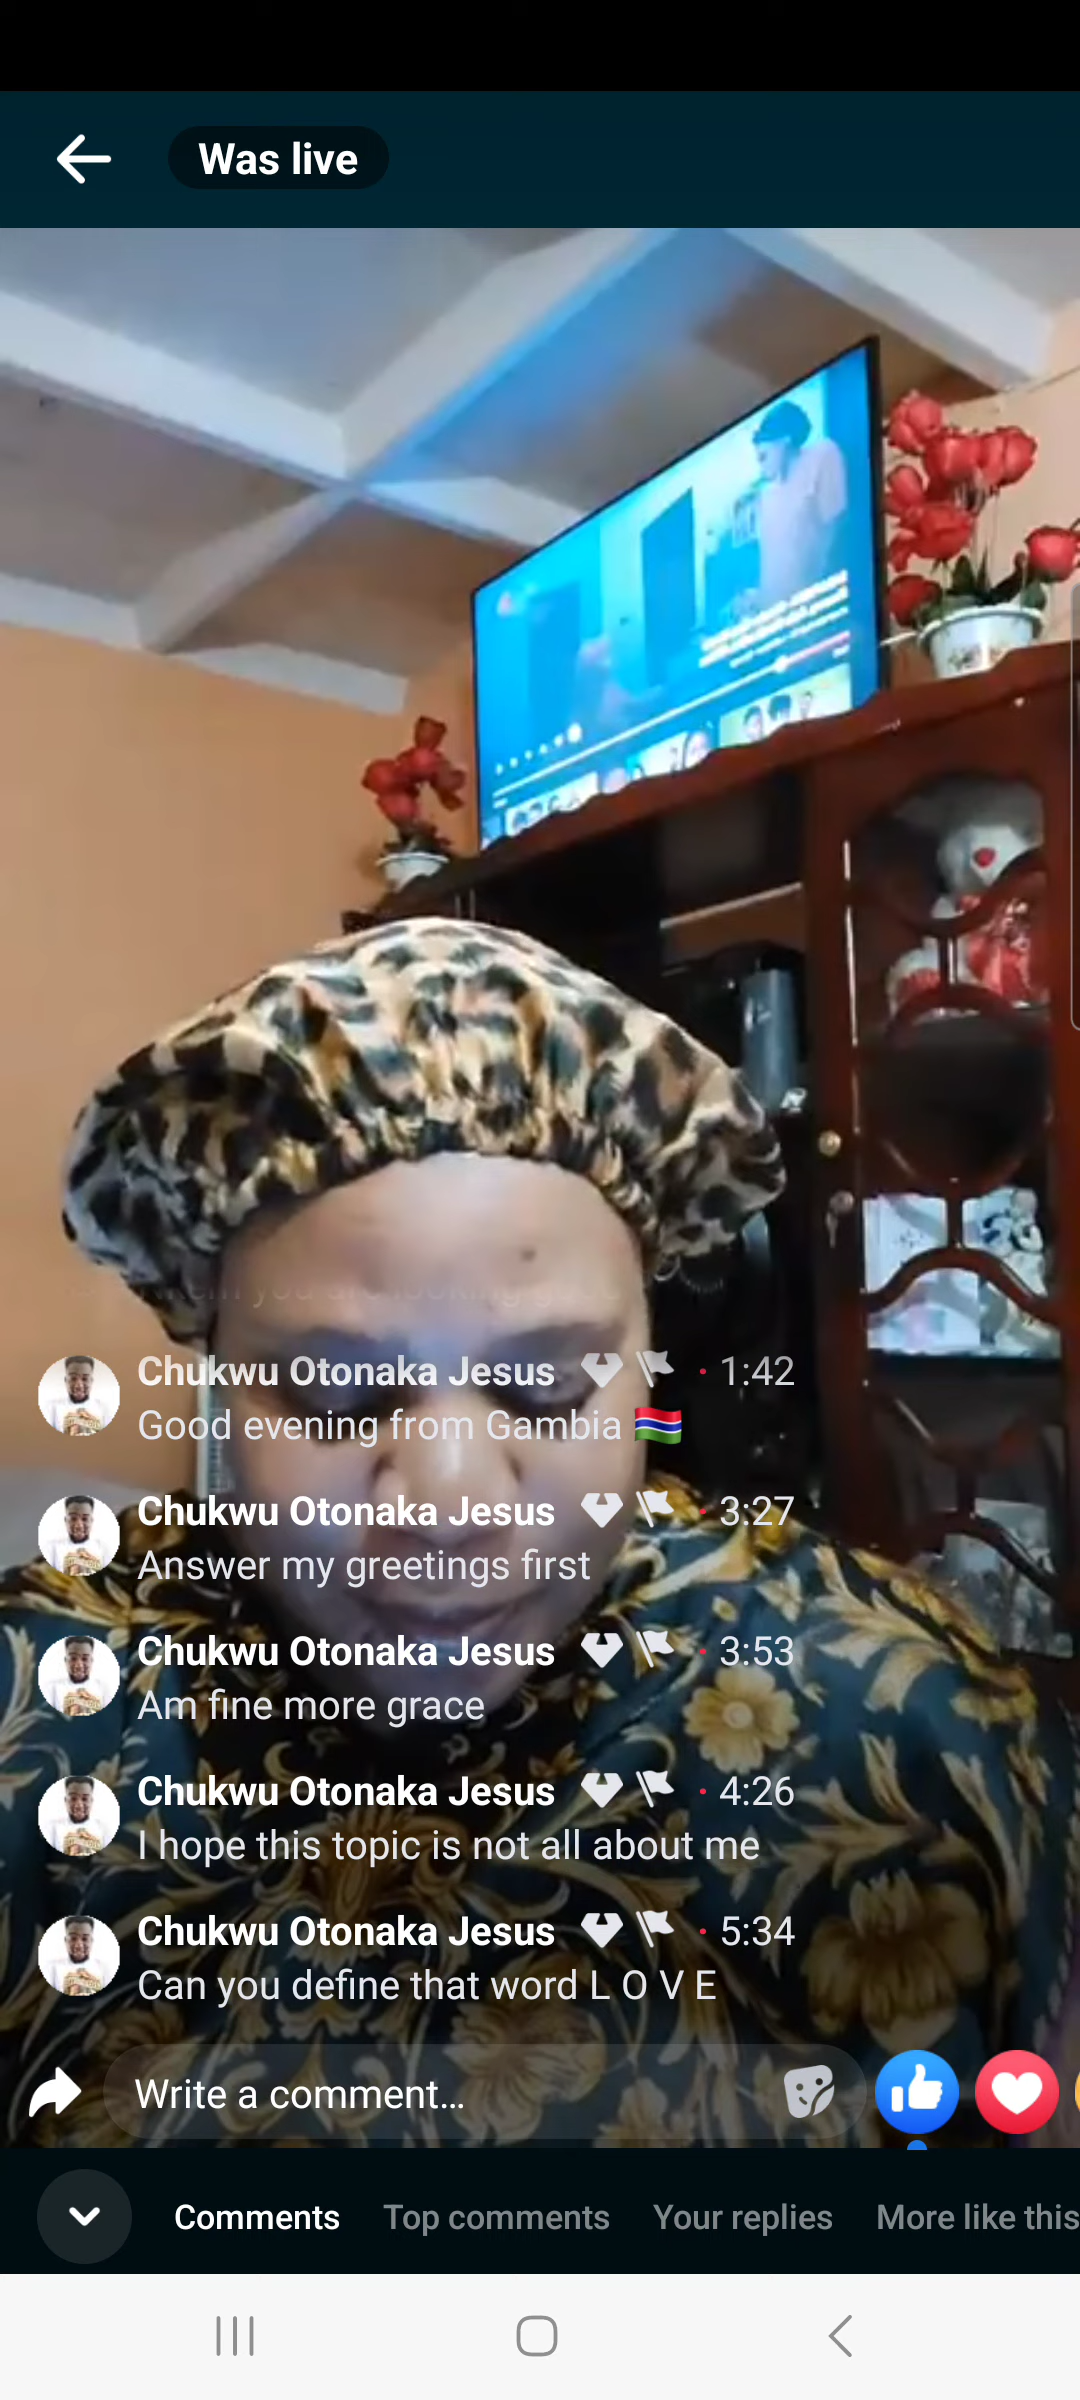 Was live
Chukwu Otonaka Jesus · 1:42
Good evening from Gambia 🇬🇲
Chukwu Otonaka Jesus · 3:27
Answer my greetings first
Chukwu Otonaka Jesus · 3:53
Am fine more grace
Chukwu Otonaka Jesus · 4:26
I hope this topic is not all about me
Chukwu Otonaka Jesus · 5:34
Can you define that word L O V E
Write a comment...
Comments Top comments Your replies More like this